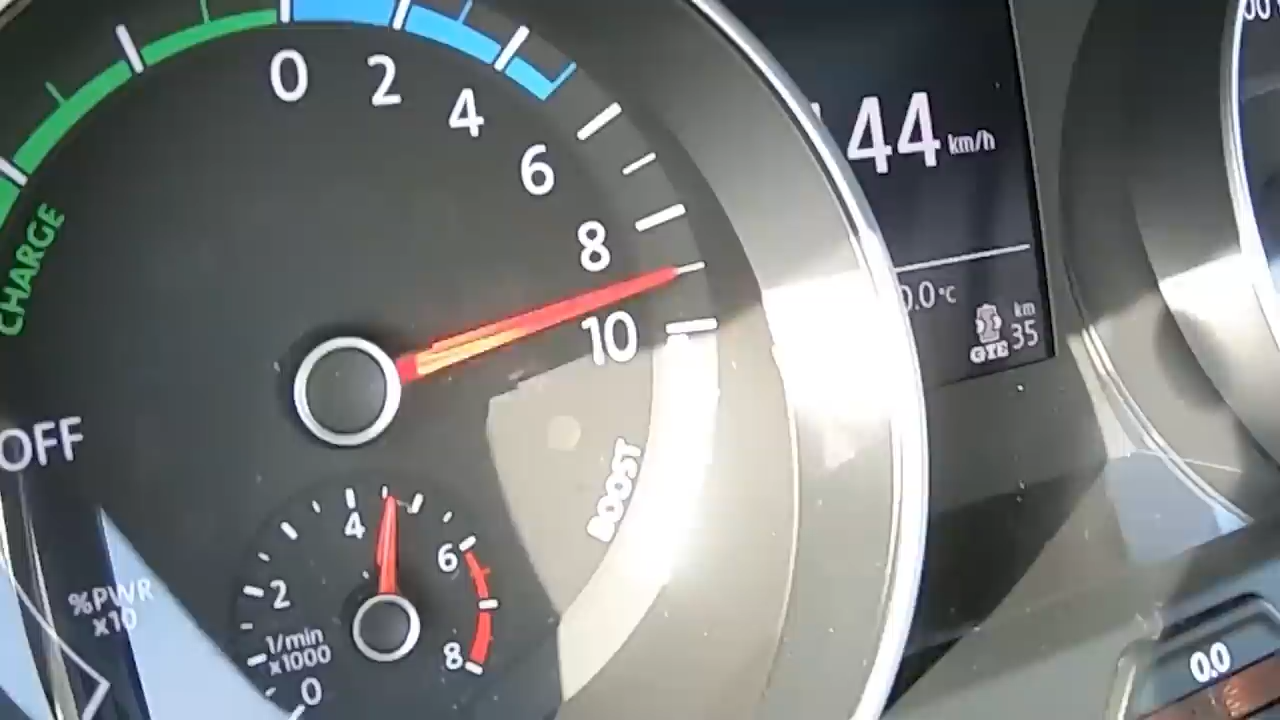 0
2
4
6
8
10
CHARGE
OFF
BOOST
%PWR
x10
0
2
4
6
8
1/min
x1000
44 km/h
0.0 °C
GTE
km
35
0.0